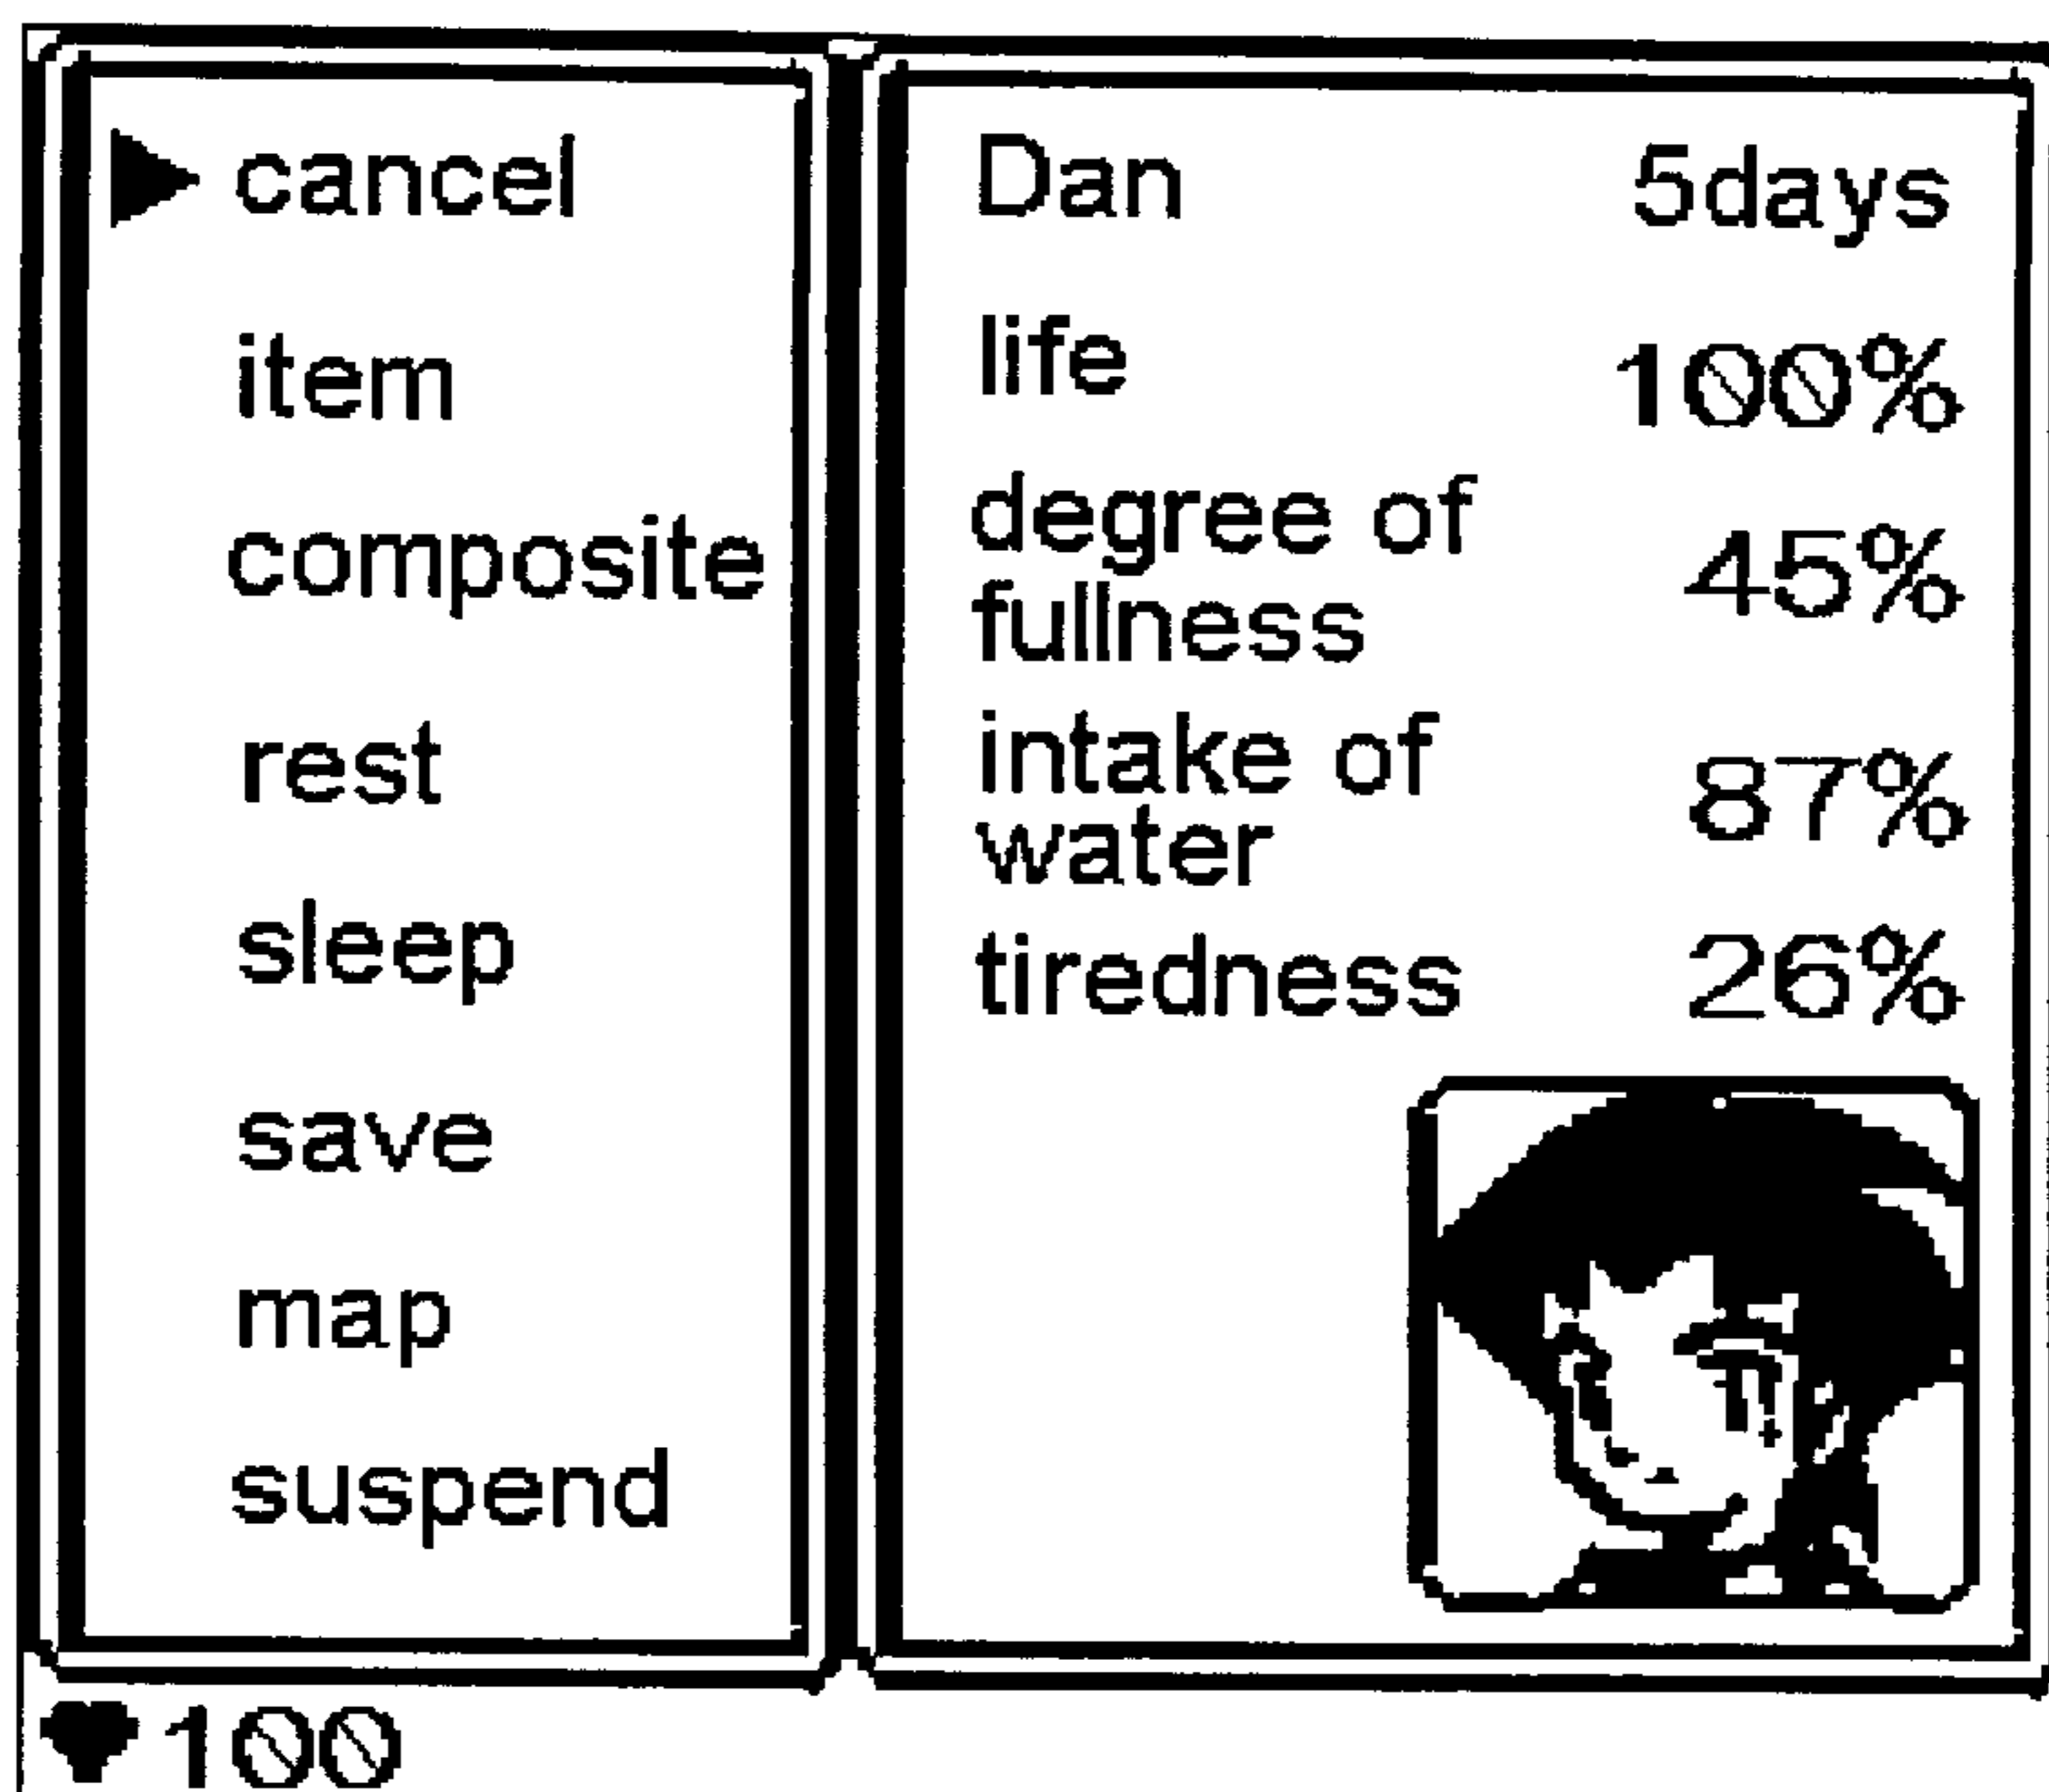 cancel
item
composite
rest
sleep
save
map
suspend
Dan 5days
life 100%
degree of
fullness 45%
intake of
water 87%
tiredness 26%
♥100